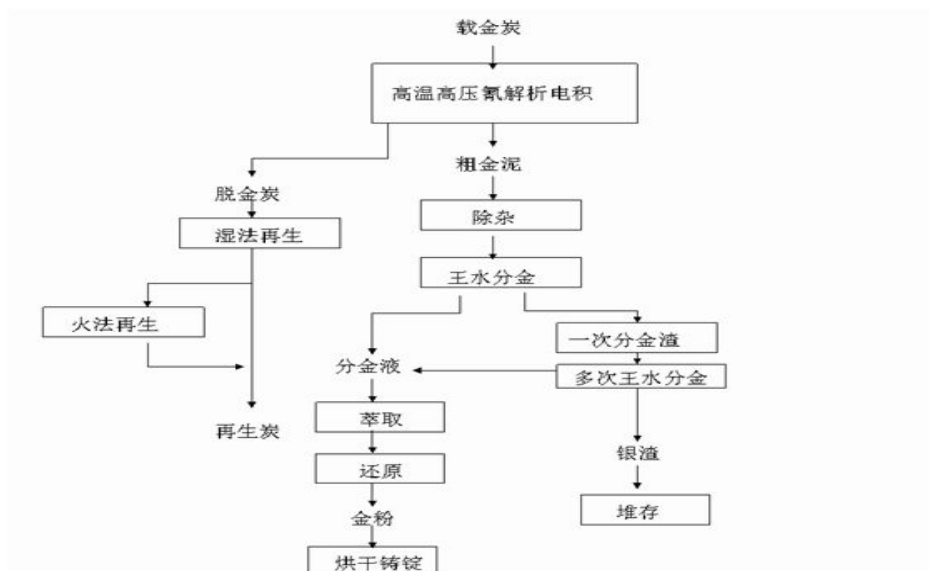 载金炭
高温高压氰解析电积
粗金泥
脱金炭
除杂
湿法再生
王水分金
火法再生
一次分金渣
分金液
多次王水分金
萃取
再生炭
银渣
还原
堆存
金粉
烘干铸锭